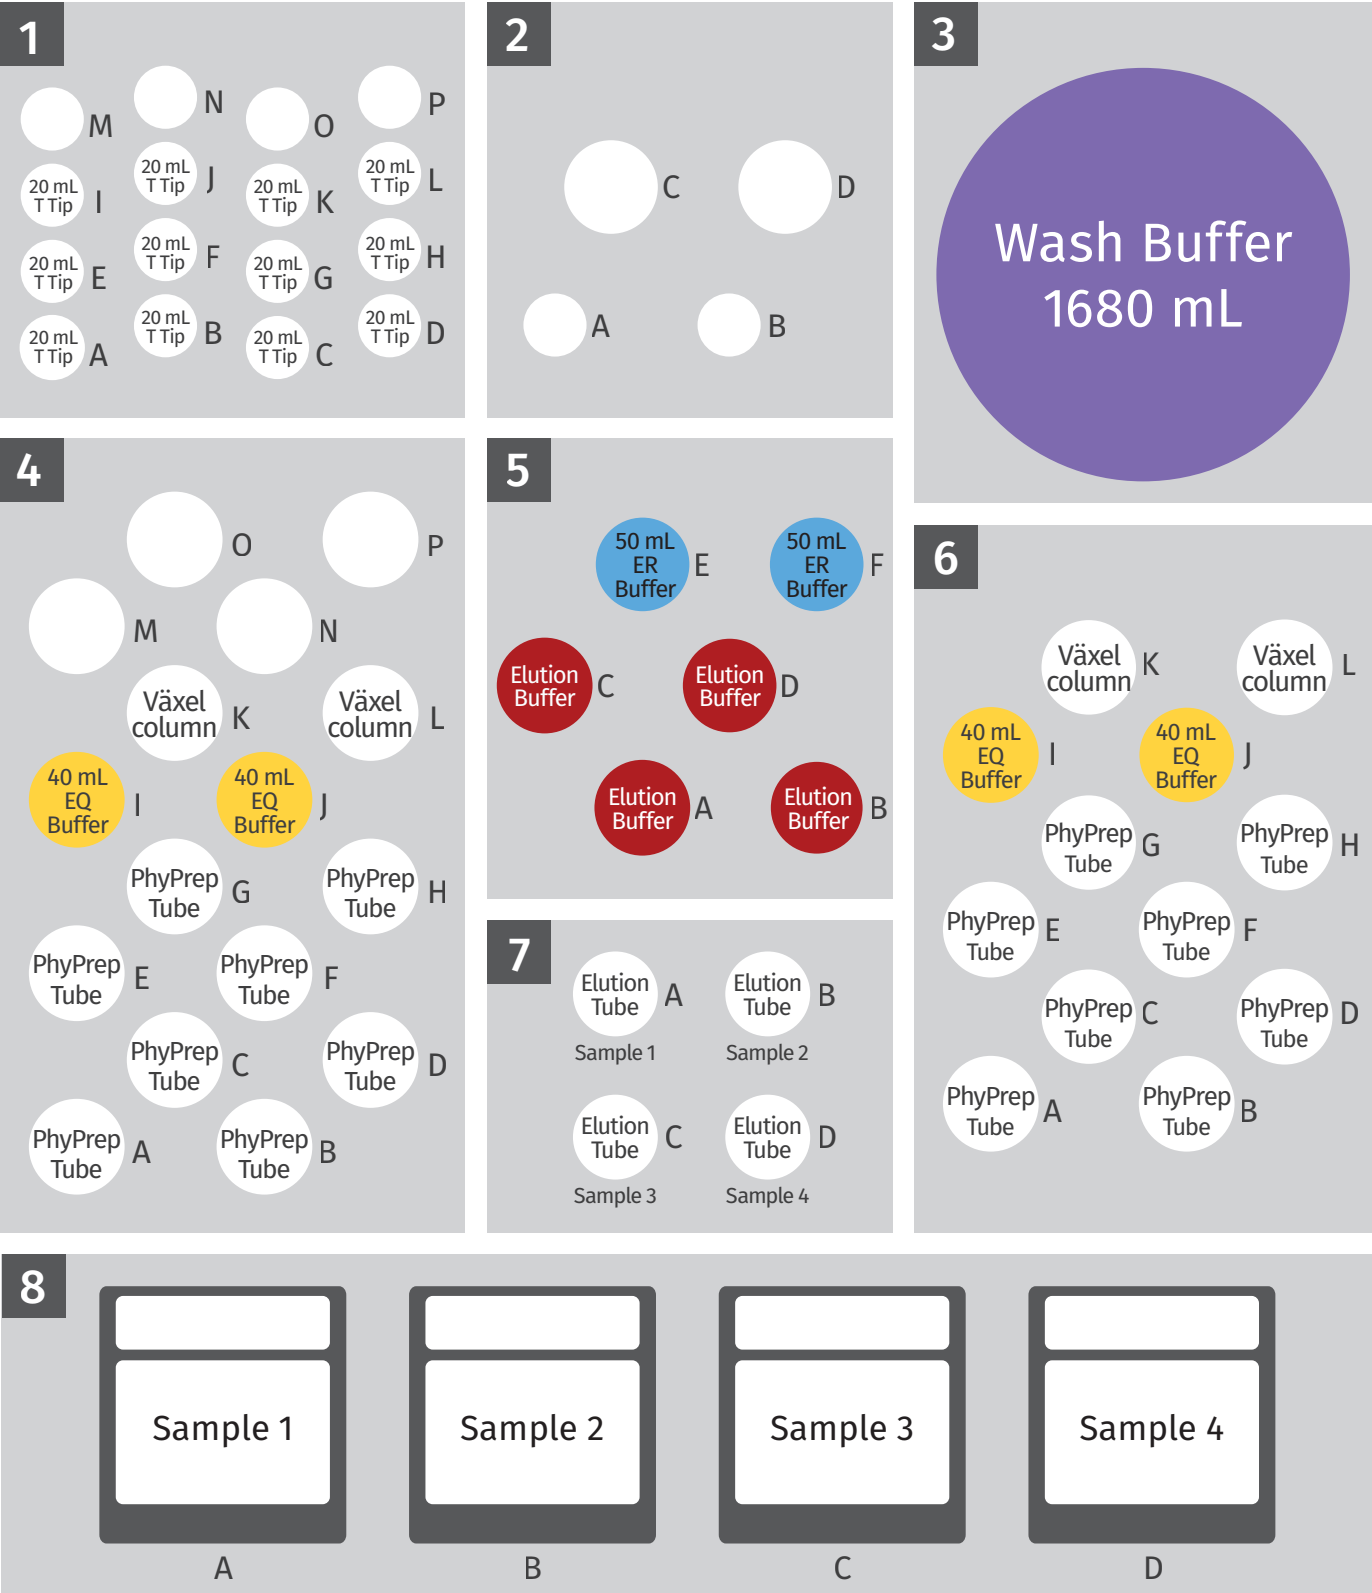 1
N
P
M
O
20 mL
T Tip
J
20 mL
T Tip
L
20 mL
T Tip
I
20 mL
T Tip
K
20 mL
T Tip
F
20 mL
T Tip
H
20 mL
T Tip
E
20 mL
T Tip
G
20 mL
T Tip
B
20 mL
T Tip
D
20 mL
T Tip
A
20 mL
T Tip
C
2
C
D
A
B
3
Wash Buffer
1680 mL
4
O
P
M
N
Växel
column
K
Växel
column
L
40 mL
EQ
Buffer
I
40 mL
EQ
Buffer
J
PhyPrep
Tube
G
PhyPrep
Tube
H
PhyPrep
Tube
E
PhyPrep
Tube
F
PhyPrep
Tube
C
PhyPrep
Tube
D
PhyPrep
Tube
A
PhyPrep
Tube
B
5
50 mL
ER
Buffer
E
50 mL
ER
Buffer
F
Elution
Buffer
C
Elution
Buffer
D
Elution
Buffer
A
Elution
Buffer
B
6
Växel
column
K
Växel
column
L
40 mL
EQ
Buffer
I
40 mL
EQ
Buffer
J
PhyPrep
Tube
G
PhyPrep
Tube
H
PhyPrep
Tube
E
PhyPrep
Tube
F
PhyPrep
Tube
C
PhyPrep
Tube
D
PhyPrep
Tube
A
PhyPrep
Tube
B
7
Elution
Tube
A
Sample 1
Elution
Tube
B
Sample 2
Elution
Tube
C
Sample 3
Elution
Tube
D
Sample 4
8
Sample 1
A
Sample 2
B
Sample 3
C
Sample 4
D